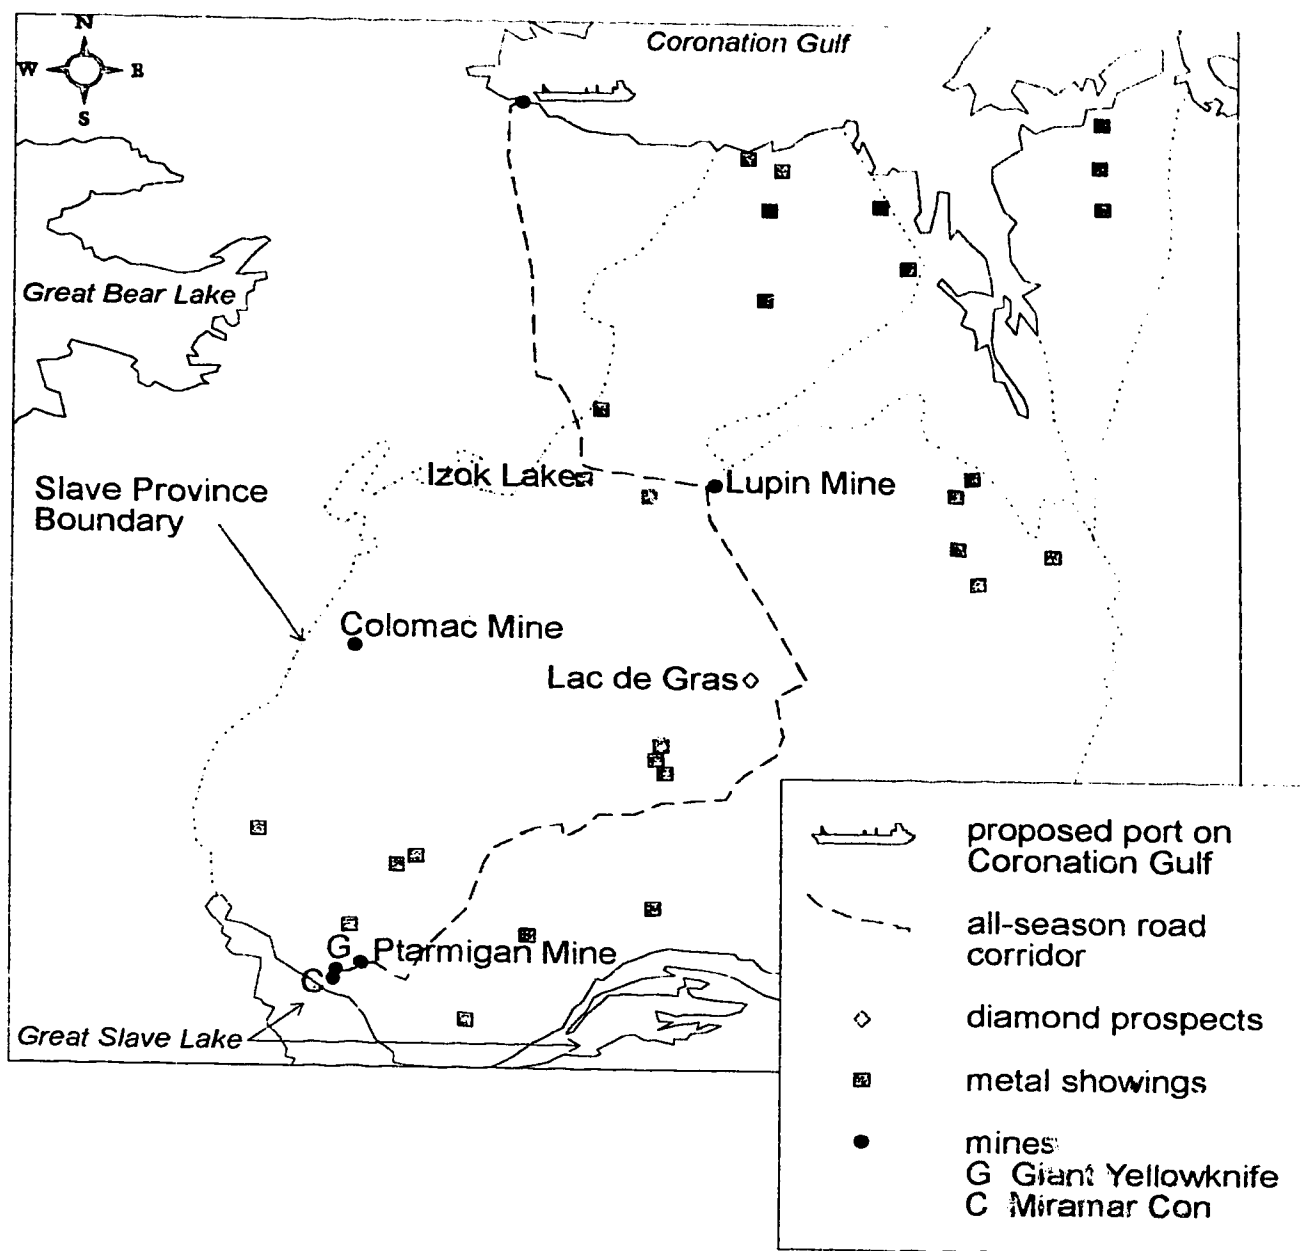 N
W E
S
Coronation Gulf
Great Bear Lake
Izok Lake
Lupin Mine
Slave Province
Boundary
Colomac Mine
Lac de Gras
G
Ptarmigan Mine
C
Great Slave Lake
proposed port on
Coronation Gulf
all-season road
corridor
diamond prospects
metal showings
mines
G Giant Yellowknife
C Miramar Con